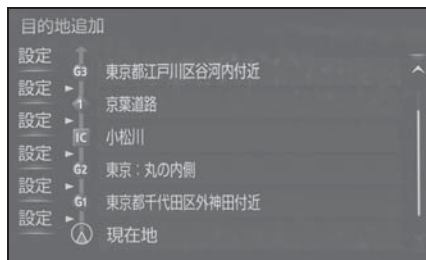 目的地追加
設定
G3 東京都江戸川区谷河内付近
設定
1 京葉道路
設定
IC 小松川
設定
G2 東京：丸の内側
設定
G1 東京都千代田区外神田付近
設定
現在地